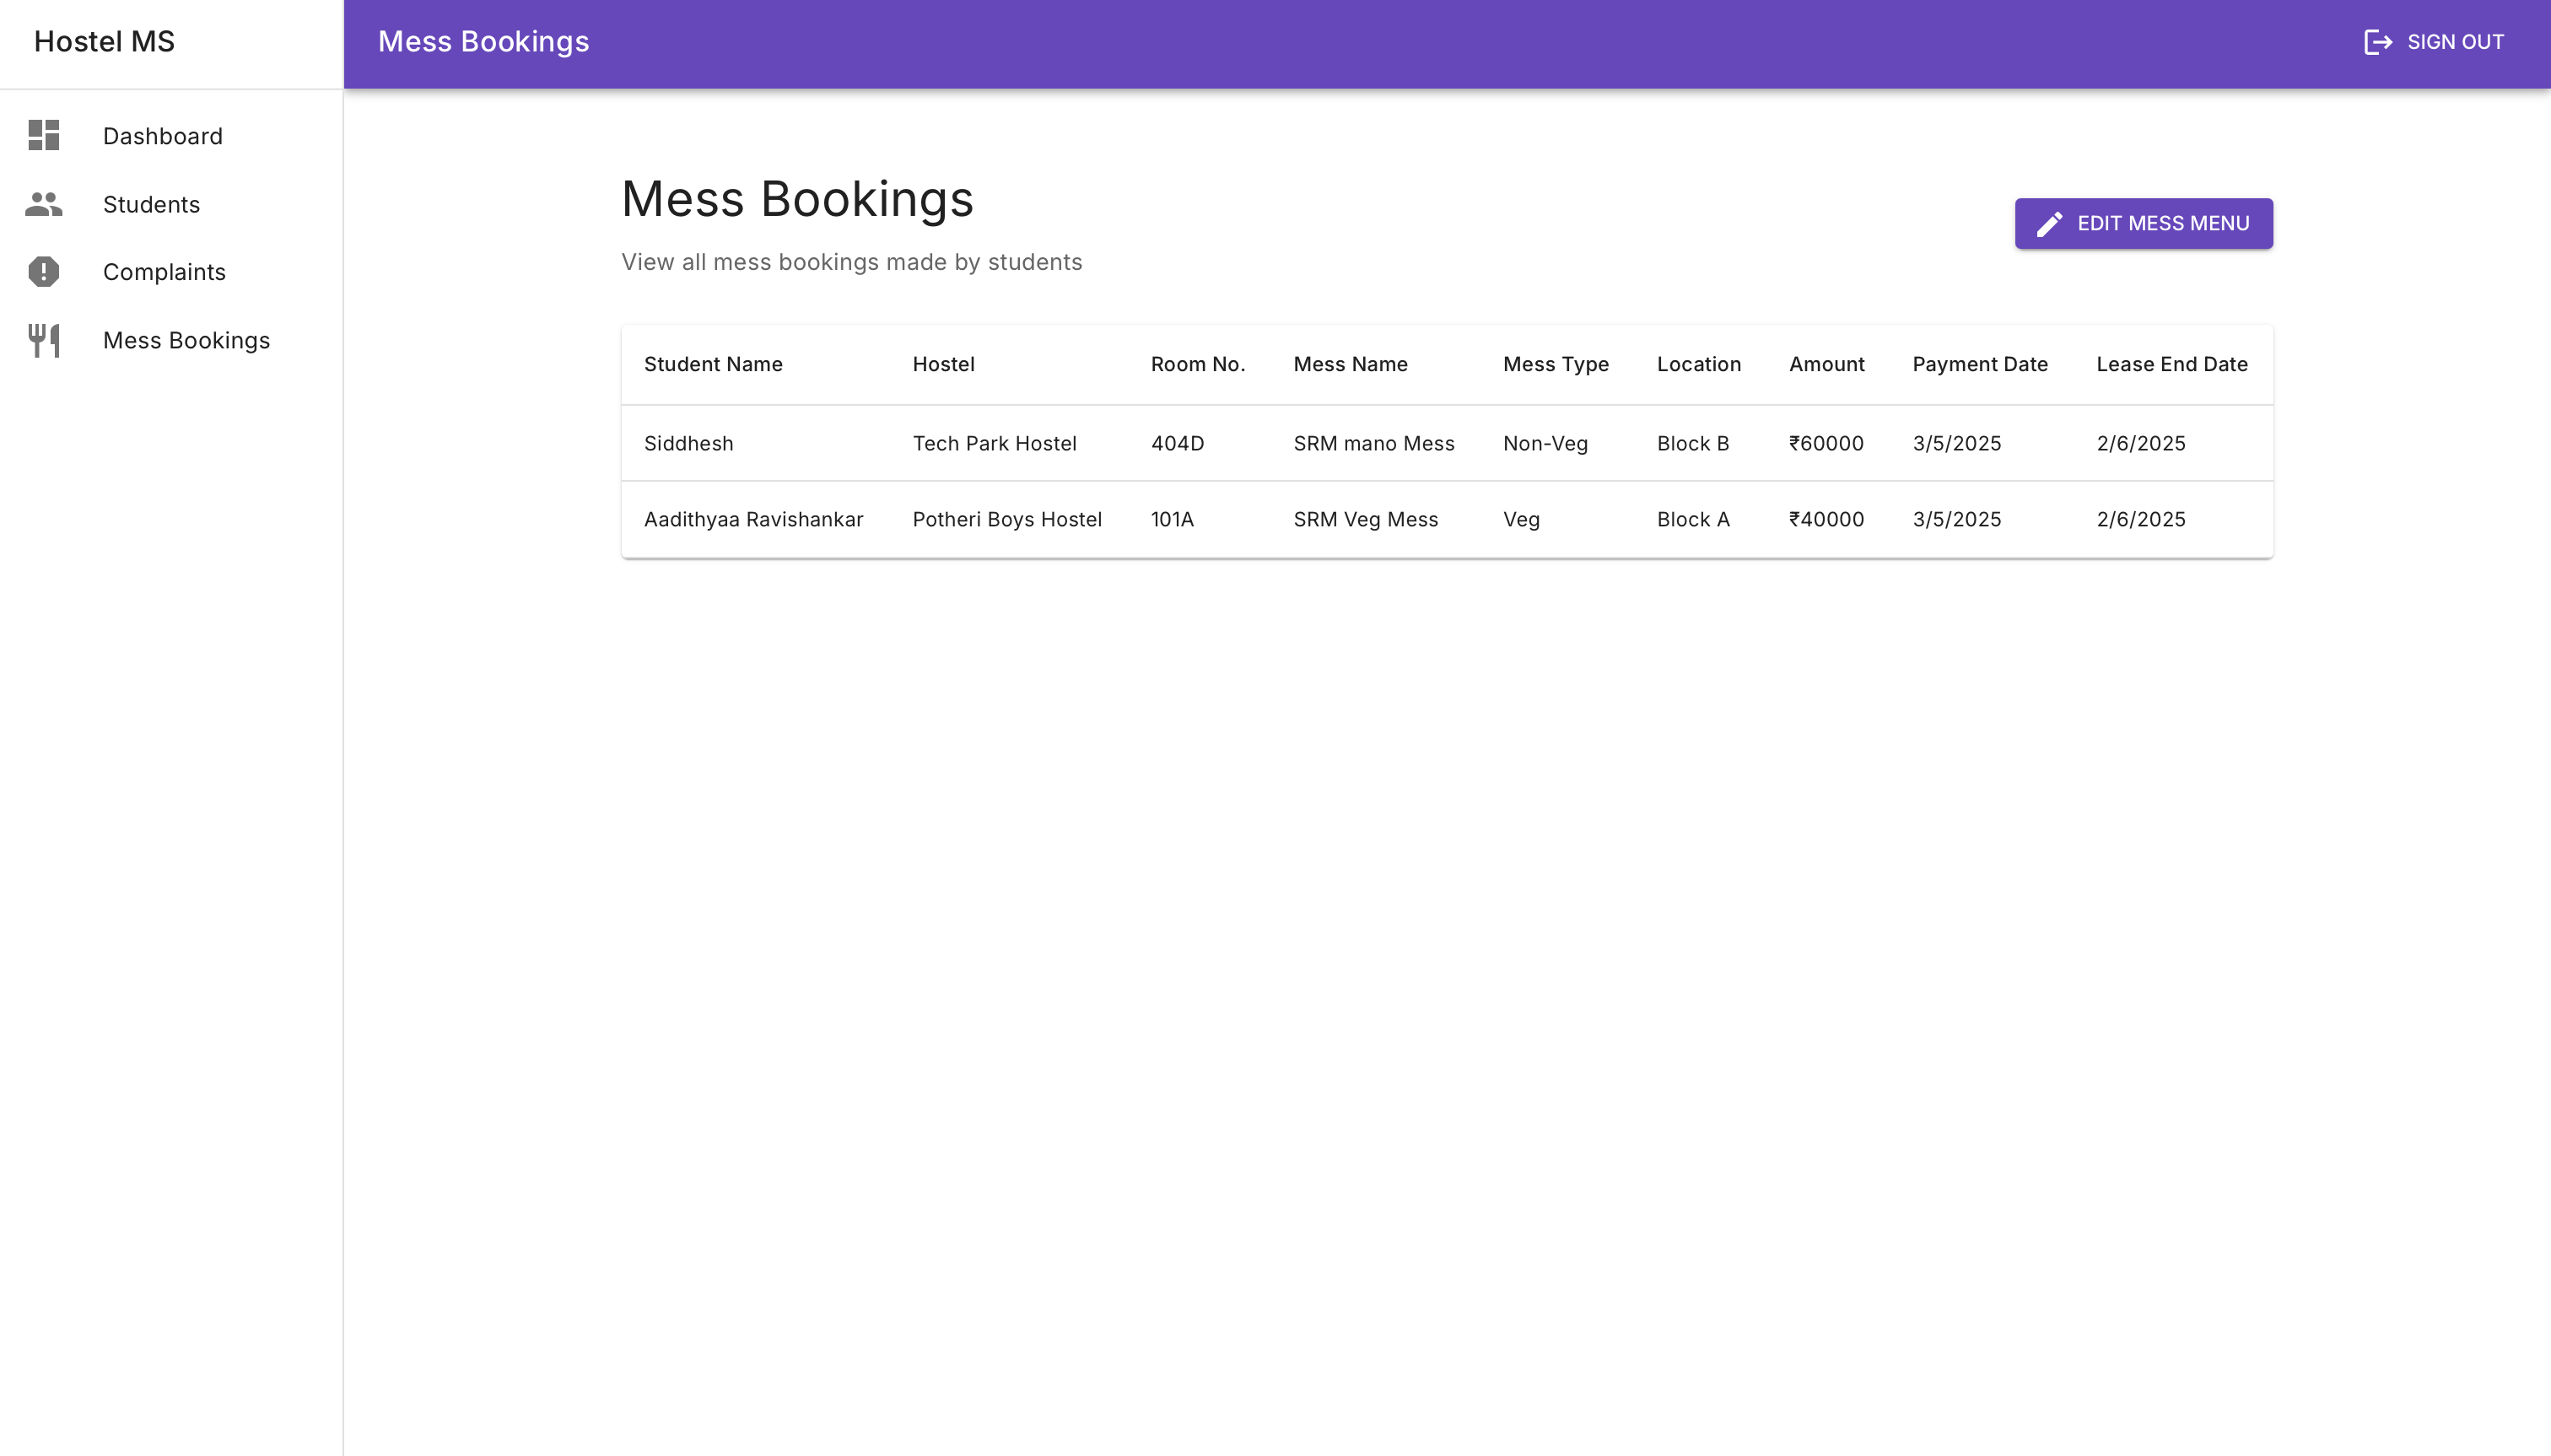 Hostel MS
Mess Bookings
SIGN OUT
Dashboard
Students
Complaints
Mess Bookings
Mess Bookings
View all mess bookings made by students
EDIT MESS MENU
Student Name Hostel Room No. Mess Name Mess Type Location Amount Payment Date Lease End Date
Siddhesh Tech Park Hostel 404D SRM mano Mess Non-Veg Block B ₹60000 3/5/2025 2/6/2025
Aadithyaa Ravishankar Potheri Boys Hostel 101A SRM Veg Mess Veg Block A ₹40000 3/5/2025 2/6/2025